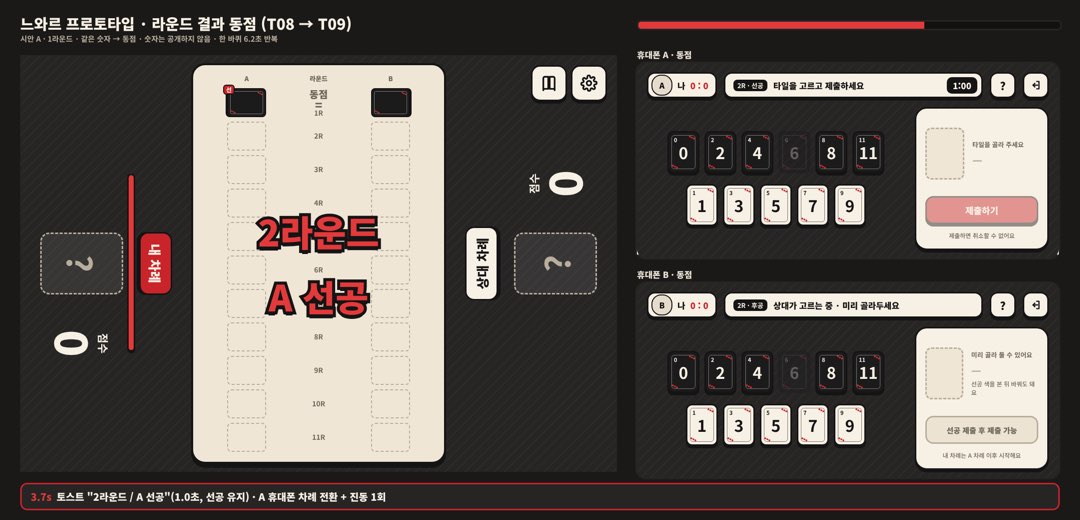 느와르 프로토타입 · 라운드 결과 동점 (T08 → T09)
시안 A · 1라운드 · 같은 숫자 → 동점 · 숫자는 공개하지 않음 · 한 바퀴 6.2초 반복
A 라운드 B
선
동점
=
1R
2R
3R
4R
2라운드
6R
A 선공
8R
9R
10R
11R
?
내 차례
0
점수
점수
0
상대 차례
?
휴대폰 A · 동점
A 나 0 : 0
2R · 선공 타일을 고르고 제출하세요 1:00
?
0 0
2 2
4 4
6 6
8 8
11 11
1 1
3 3
5 5
7 7
9 9
타일을 골라 주세요
—
제출하기
제출하면 취소할 수 없어요
휴대폰 B · 동점
B 나 0 : 0
2R · 후공 상대가 고르는 중 · 미리 골라두세요
?
0 0
2 2
4 4
6 6
8 8
11 11
1 1
3 3
5 5
7 7
9 9
미리 골라 둘 수 있어요
—
선공 색을 본 뒤 바꿔도 돼
요
선공 제출 후 제출 가능
내 차례는 A 차례 이후 시작해요
3.7s 토스트 "2라운드 / A 선공"(1.0초, 선공 유지) · A 휴대폰 차례 전환 + 진동 1회